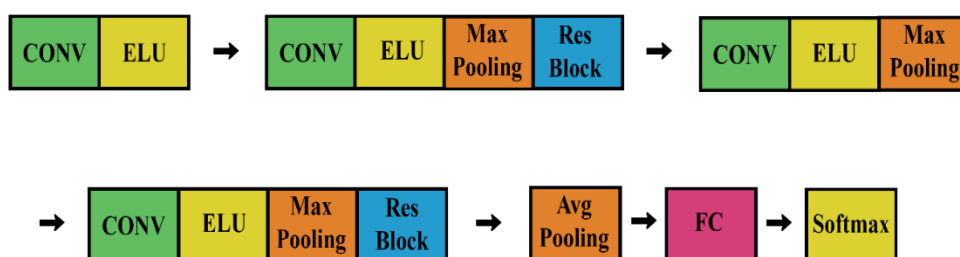 CONV ELU CONV ELU Max Pooling Res Block CONV ELU Max Pooling
CONV ELU Max Pooling Res Block Avg Pooling FC Softmax